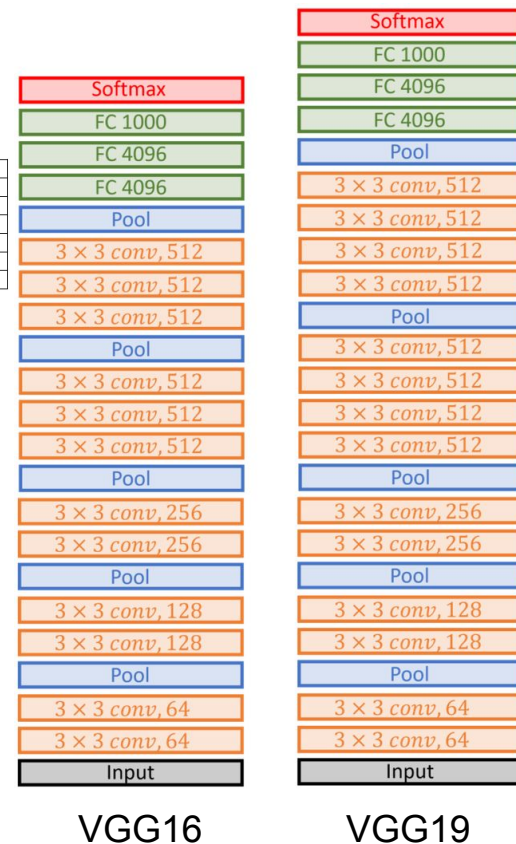 Softmax
FC 1000
FC 4096
FC 4096
Pool
3 × 3 conv, 512
3 × 3 conv, 512
3 × 3 conv, 512
Pool
3 × 3 conv, 512
3 × 3 conv, 512
3 × 3 conv, 512
Pool
3 × 3 conv, 256
3 × 3 conv, 256
Pool
3 × 3 conv, 128
3 × 3 conv, 128
Pool
3 × 3 conv, 64
3 × 3 conv, 64
Input
VGG16
Softmax
FC 1000
FC 4096
FC 4096
Pool
3 × 3 conv, 512
3 × 3 conv, 512
3 × 3 conv, 512
3 × 3 conv, 512
Pool
3 × 3 conv, 512
3 × 3 conv, 512
3 × 3 conv, 512
3 × 3 conv, 512
Pool
3 × 3 conv, 256
3 × 3 conv, 256
Pool
3 × 3 conv, 128
3 × 3 conv, 128
Pool
3 × 3 conv, 64
3 × 3 conv, 64
Input
VGG19